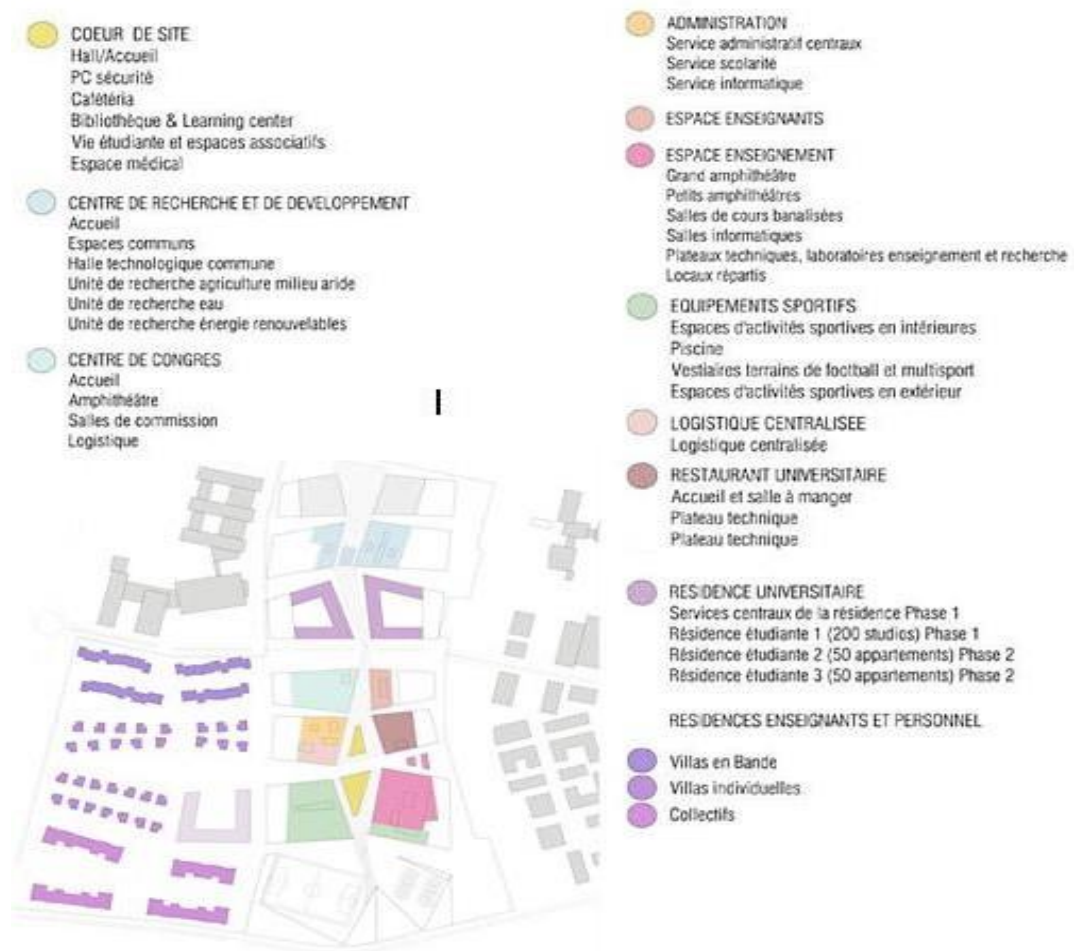 COEUR DE SITE
Hall/Accueil
PC sécurité
Cafétéria
Bibliothèque & Learning center
Vie étudiante et espaces associatifs
Espace médical
CENTRE DE RECHERCHE ET DE DEVELOPPEMENT
Accueil
Espaces communs
Halle technologique commune
Unité de recherche agriculture milieu aride
Unité de recherche eau
Unité de recherche énergie renouvelables
CENTRE DE CONGRES
Accueil
Amphithéâtre
Salles de commission
Logistique
ADMINISTRATION
Service administratif centraux
Service scolarité
Service informatique
ESPACE ENSEIGNANTS
ESPACE ENSEIGNEMENT
Grand amphithéâtre
Petits amphithéâtres
Salles de cours banalisées
Salles informatiques
Plateaux techniques, laboratoires enseignement et recherche
Locaux répartis
EQUIPEMENTS SPORTIFS
Espaces d'activités sportives en intérieures
Piscine
Vestiaires terrains de football et multisport
Espaces d'activités sportives en extérieur
LOGISTIQUE CENTRALISEE
Logistique centralisée
RESTAURANT UNIVERSITAIRE
Accueil et salle à manger
Plateau technique
Plateau technique
RESIDENCE UNIVERSITAIRE
Services centraux de la résidence Phase 1
Résidence étudiante 1 (200 studios) Phase 1
Résidence étudiante 2 (50 appartements) Phase 2
Résidence étudiante 3 (50 appartements) Phase 2
RESIDENCES ENSEIGNANTS ET PERSONNEL
Villas en Bande
Villas individuelles
Collectifs